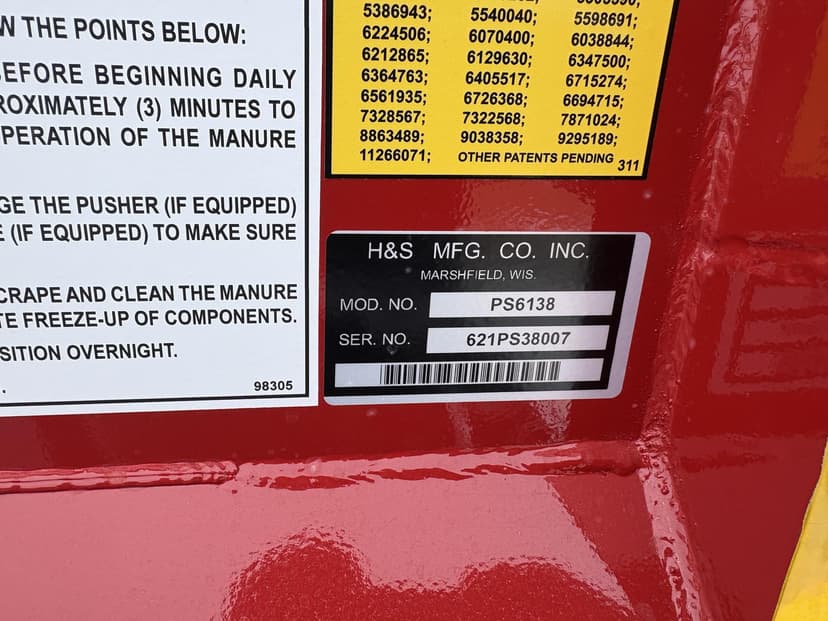 W THE POINTS BELOW:
BEFORE BEGINNING DAILY
ROXIMATELY (3) MINUTES TO
PERATION OF THE MANURE
GE THE PUSHER (IF EQUIPPED)
E (IF EQUIPPED) TO MAKE SURE
CRAPE AND CLEAN THE MANURE
TE FREEZE-UP OF COMPONENTS.
SITION OVERNIGHT.
98305
5386943; 5540040; 5598691;
6224506; 6070400; 6038844;
6212865; 6129630; 6347500;
6364763; 6405517; 6715274;
6561935; 6726368; 6694715;
7328567; 7322568; 7871024;
8863489; 9038358; 9295189;
11266071; OTHER PATENTS PENDING 311
H&S MFG. CO. INC.
MARSHFIELD, WIS.
MOD. NO. PS6138
SER. NO. 621PS38007